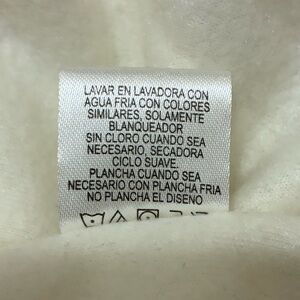 LAVAR EN LAVADORA CON
AGUA FRIA CON COLORES
SIMILARES, SOLAMENTE
BLANQUEADOR
SIN CLORO CUANDO SEA
NECESARIO, SECADORA
CICLO SUAVE.
PLANCHA CUANDO SEA
NECESARIO CON PLANCHA FRIA
NO PLANCHA EL DISEÑO